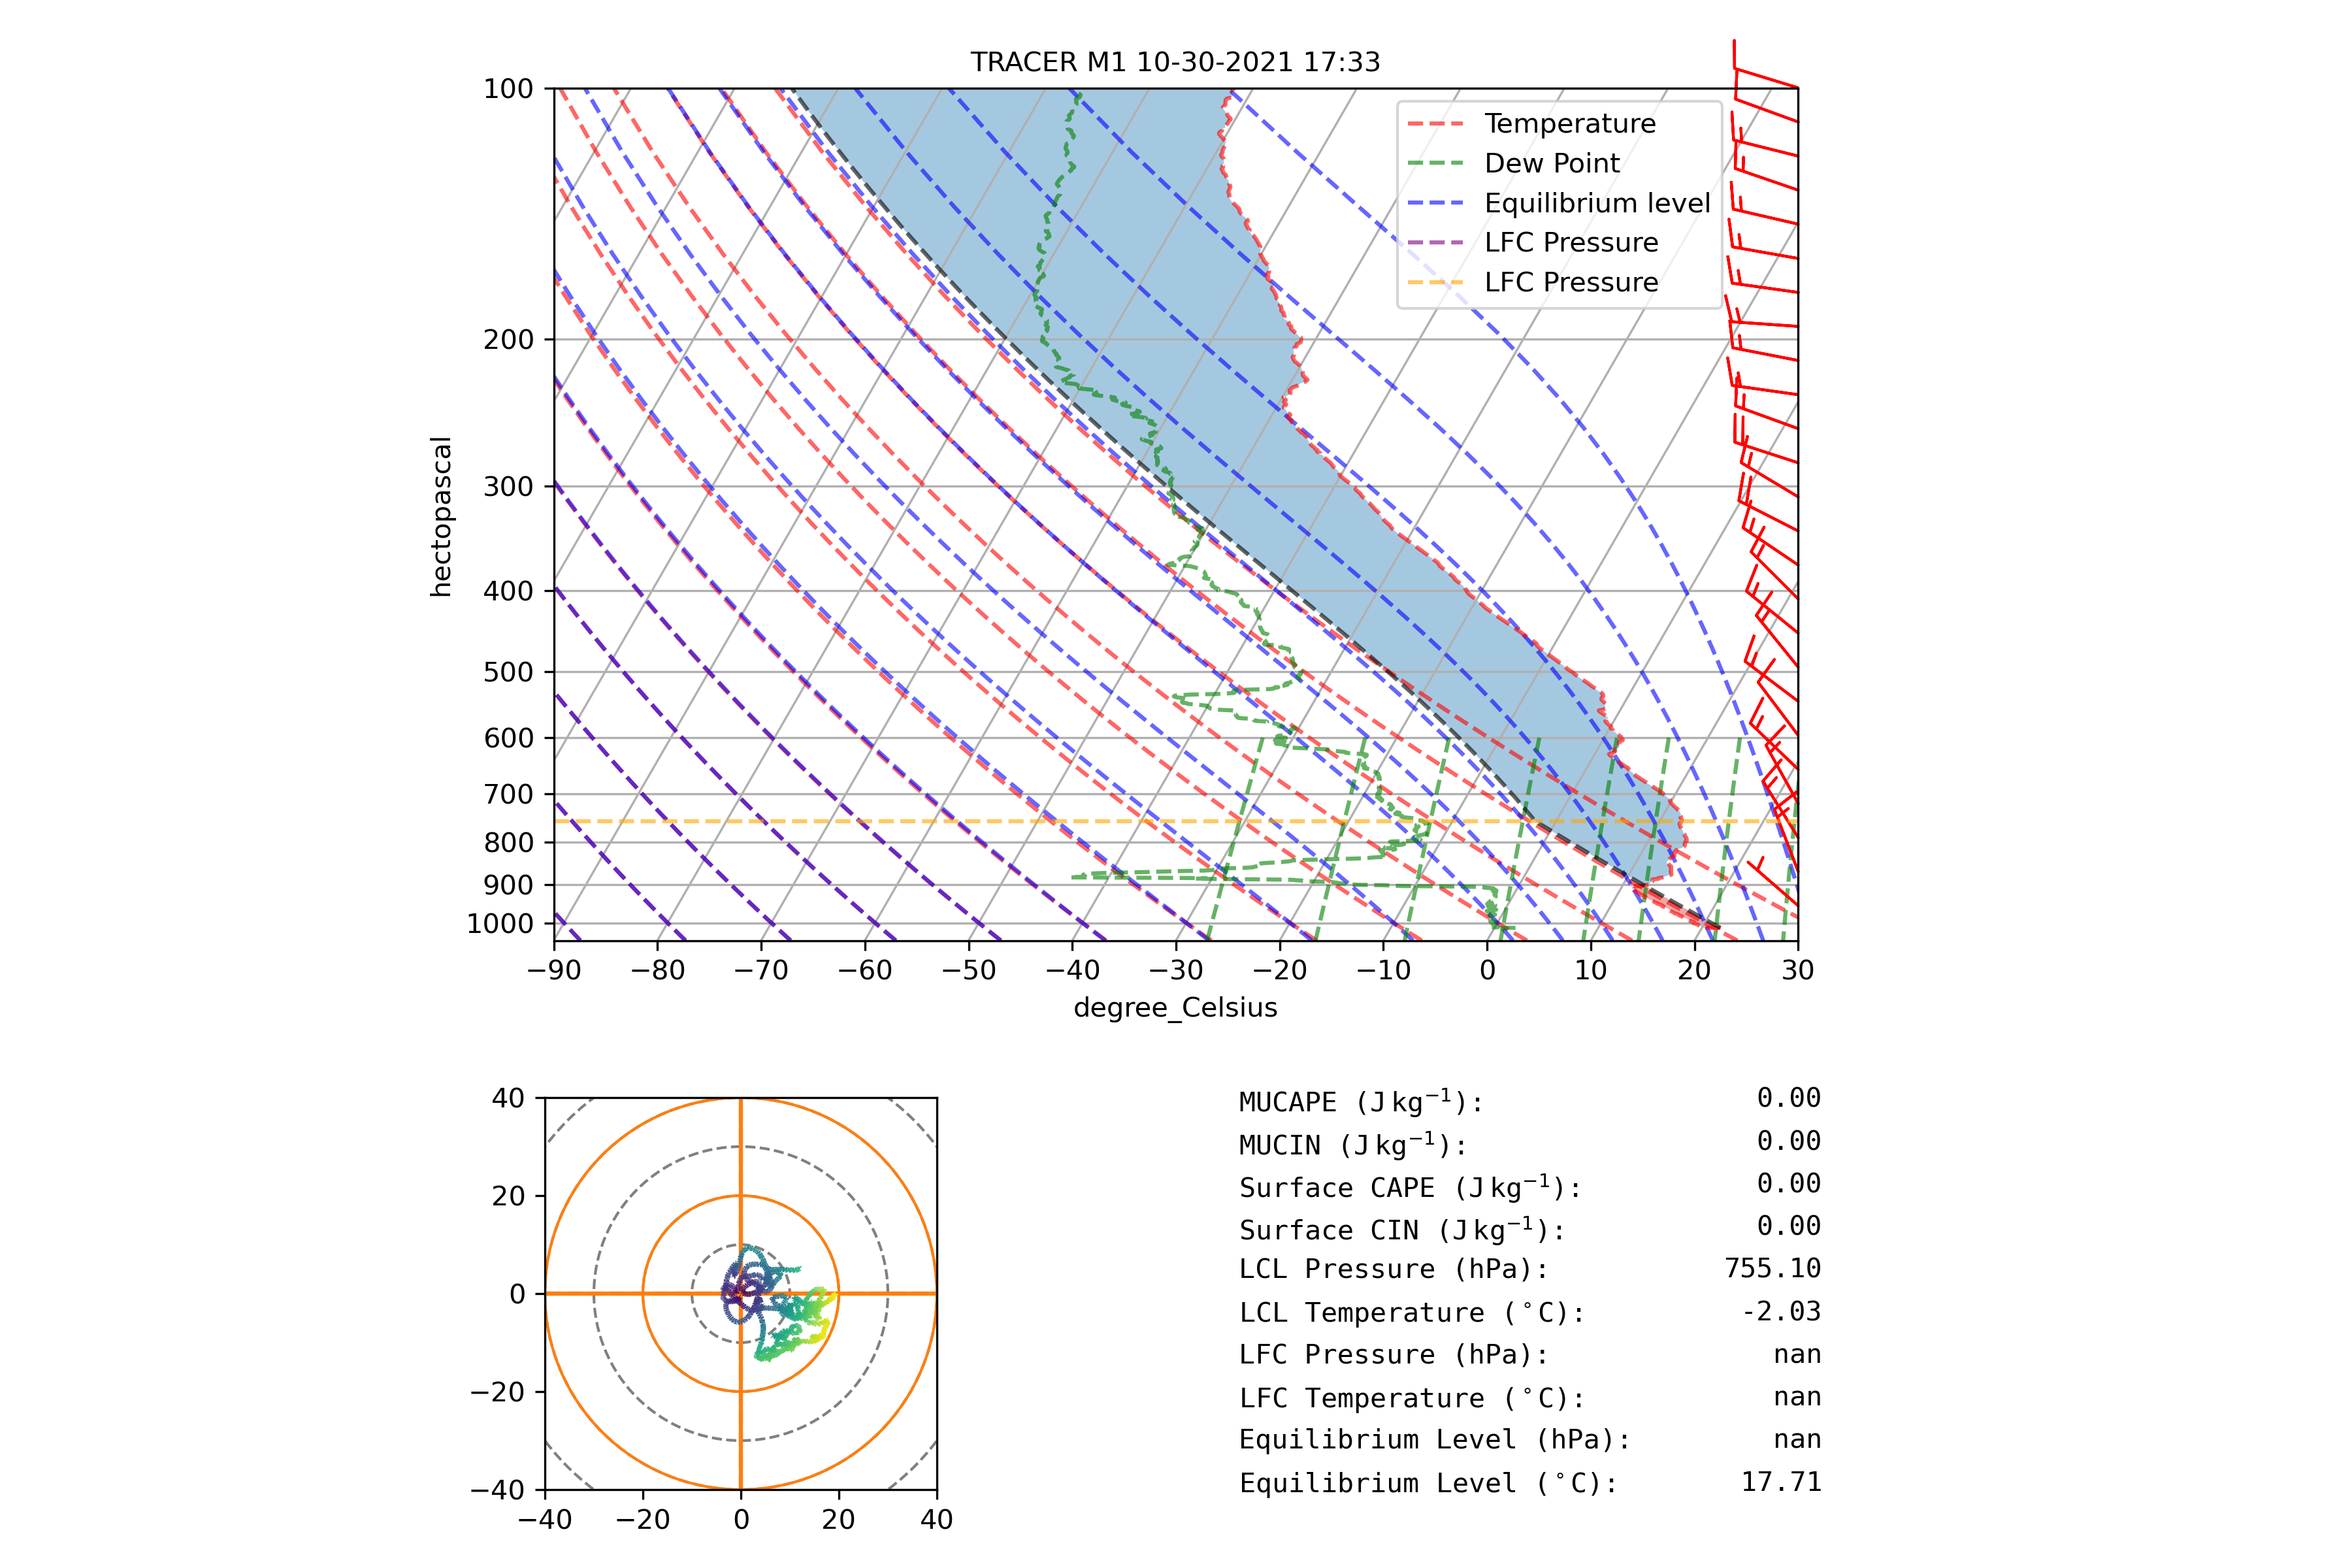 TRACER M1 10-30-2021 17:33
100
200
300
400
500
600
700
800
900
1000
hectopascal
Temperature
Dew Point
Equilibrium level
LFC Pressure
LFC Pressure
−90 −80 −70 −60 −50 −40 −30 −20 −10 0 10 20 30
degree_Celsius
40
20
0
−20
−40
−40 −20 0 20 40
MUCAPE (J kg⁻¹): 0.00
MUCIN (J kg⁻¹): 0.00
Surface CAPE (J kg⁻¹): 0.00
Surface CIN (J kg⁻¹): 0.00
LCL Pressure (hPa): 755.10
LCL Temperature (°C): -2.03
LFC Pressure (hPa): nan
LFC Temperature (°C): nan
Equilibrium Level (hPa): nan
Equilibrium Level (°C): 17.71